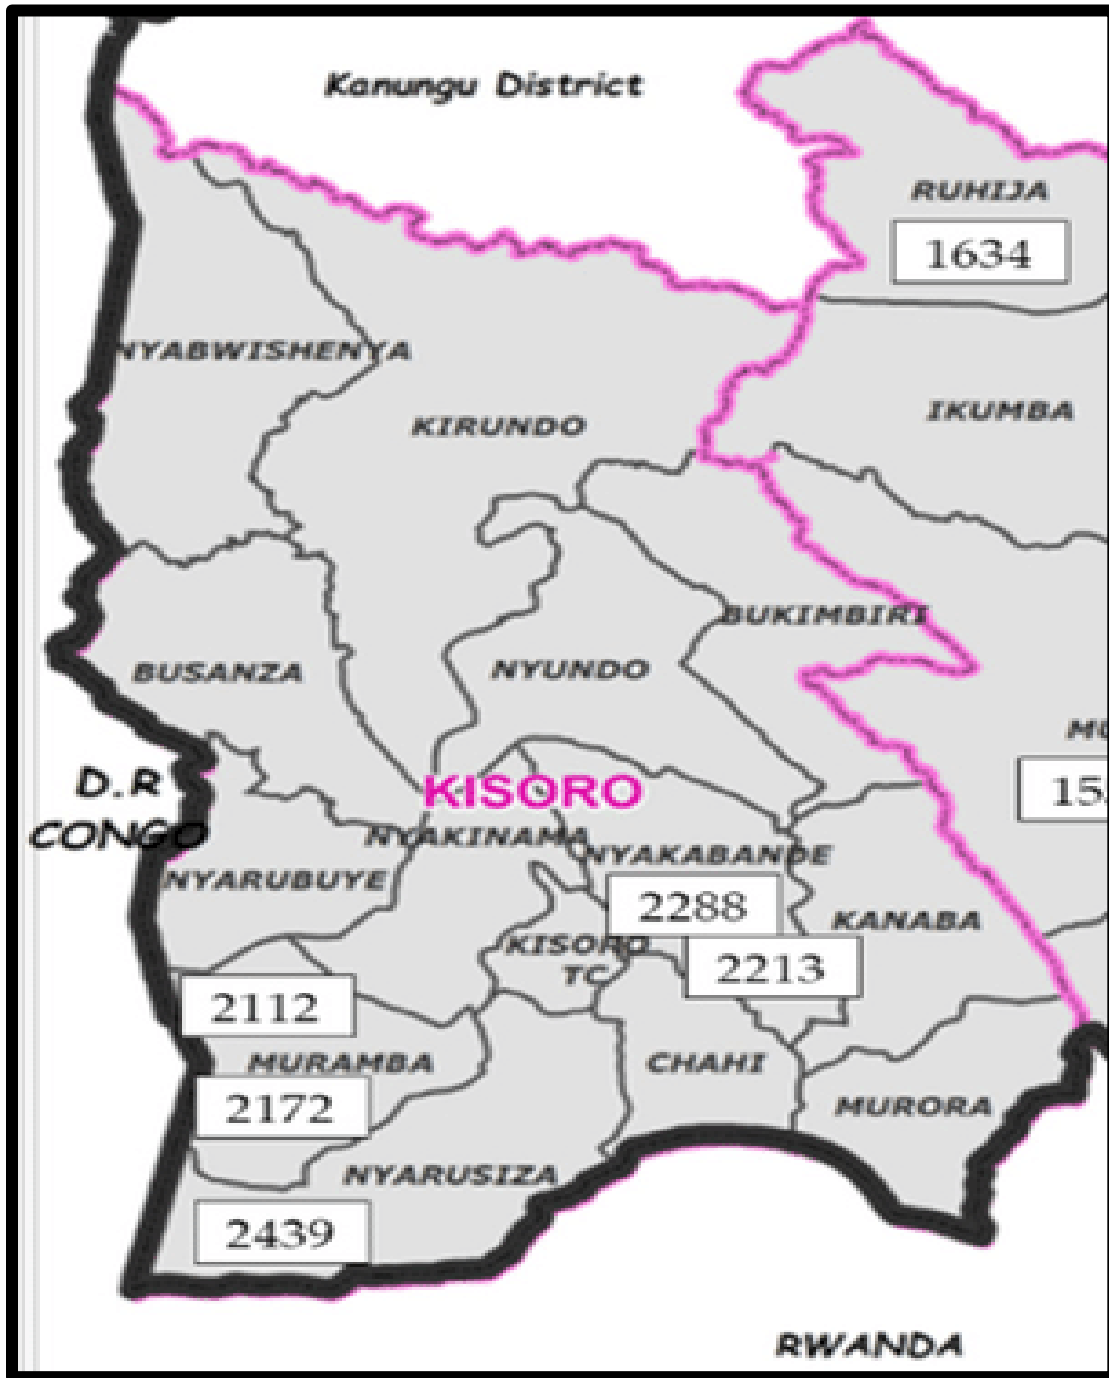 Kanungu District
RUHIJA
1634
NYABWISHENYA
IKUMBA
KIRUNDO
BUKIMBIRI
BUSANZA
NYUNDO
D.R
CONGO
KISORO
NYAKINAMA
NYAKABANDE
NYARUBUYE
2288
KANABA
KISORO
TC
2213
2112
MURAMBA
CHAHI
2172
MURORA
NYARUSIZA
2439
RWANDA